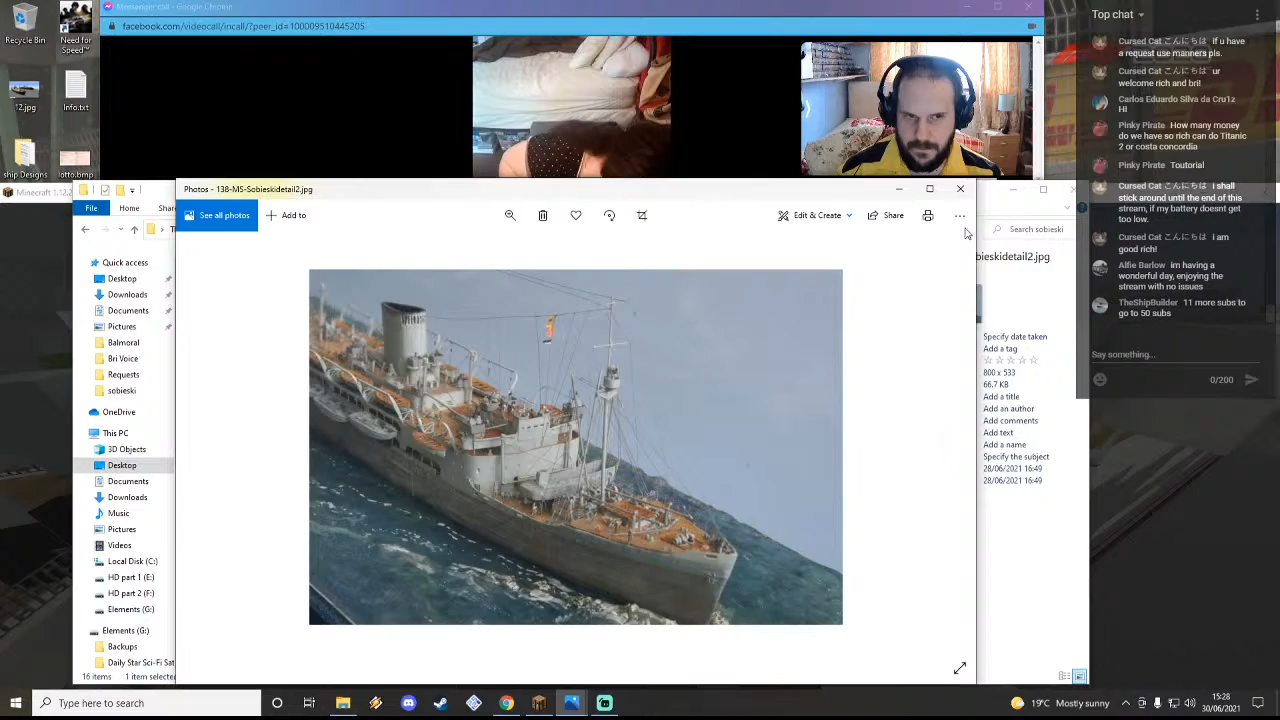 Recycle Bin
Need for
Speed™
12.jpg
Info.txt
ship Designs
lotto.bmp
Minecraft 1.12.2
Messenger call - Google Chrome
facebook.com/videocall/incall/?peer_id=100009510445205
Photos - 138-MS-Sobieskidetail2.jpg
See all photos
Add to
Edit & Create
Share
File
Home
Shar
Search sobieski
Quick access
Desktop
Downloads
Documents
Pictures
Balmoral
Bri Voice
Requests
sobieski
OneDrive
This PC
3D Objects
Desktop
Documents
Downloads
Music
Pictures
Videos
Local Disk (C:)
HD part 1 (E:)
HD part 2 (F:)
Elements (G:)
Elements (G:)
Backups
Daily Star Sci-Fi Sat
16 items
1 item selecte
bieskidetail2.jpg
Specify date taken
Add a tag
800 x 533
66.7 KB
Add a title
Add an author
Add comments
Add text
Add a name
Specify the subject
28/06/2021 16:49
28/06/2021 16:49
Top chat
Cursed Cat こんにちは if u have
a request use manners pls.
Cursed Cat こんにちは ur
welcome rich and bri!
Carlos Eduardo Silva da Cru1z
HI
Pinky Pirate How many money
do we have so rich can do Titanic
2 or costa concordia
Pinky Pirate Toutorial
Cursed Cat こんにちは i shall
stick around until the end of this
stream, if my battery doesnt get
too low.
Cursed Cat こんにちは i am
good rich!
Alfie Barlow im having a
wonderful day, enjoying the
stream with no issues
TheShipBuilder 11 more subs to
go to 50 subs
Say something...
0/200
Type here to search
19°C Mostly sunny
15:28
30/06/2021